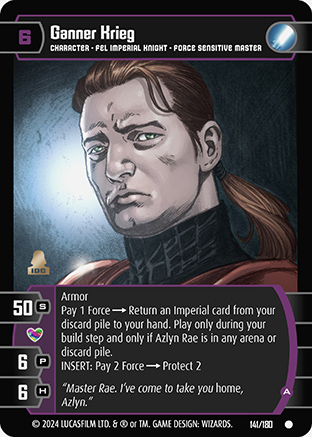 6
Ganner Krieg
CHARACTER - FEL IMPERIAL KNIGHT - FORCE SENSITIVE MASTER
100
50 S
6 P
6 H
Armor
Pay 1 Force → Return an Imperial card from your
discard pile to your hand. Play only during your
build step and only if Azlyn Rae is in any arena or
discard pile.
INSERT: Pay 2 Force → Protect 2
“Master Rae. I’ve come to take you home,
Azlyn.”
A
© 2024 LUCASFILM LTD. & ® or TM. GAME DESIGN: WIZARDS. 141/180